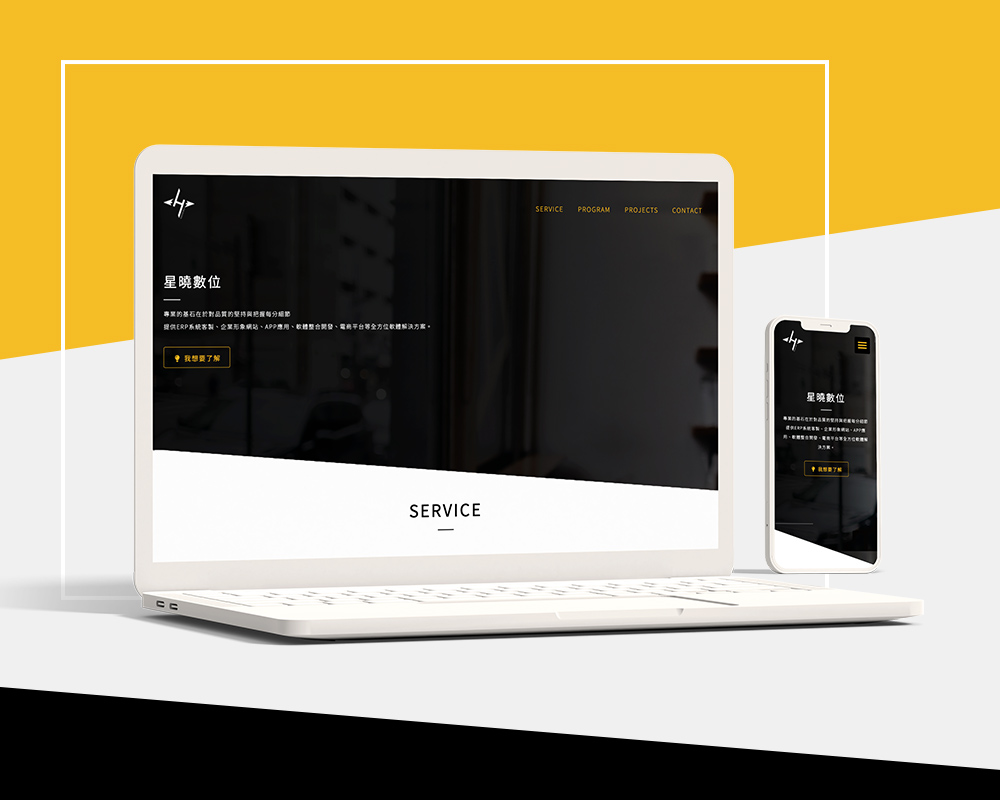 SERVICE
PROGRAM
PROJECTS
CONTACT
星曉數位
專業的基石在於對品質的堅持與把握每分細節
提供ERP系統客製、企業形象網站、APP應用、軟體整合開發、電商平台等全方位軟體解決方案。
我想要了解
SERVICE
星曉數位
專業的基石在於對品質的堅持與把握每分細節
提供ERP系統客製、企業形象網站、APP應
用、軟體整合開發、電商平台等全方位軟體解
決方案。
我想要了解